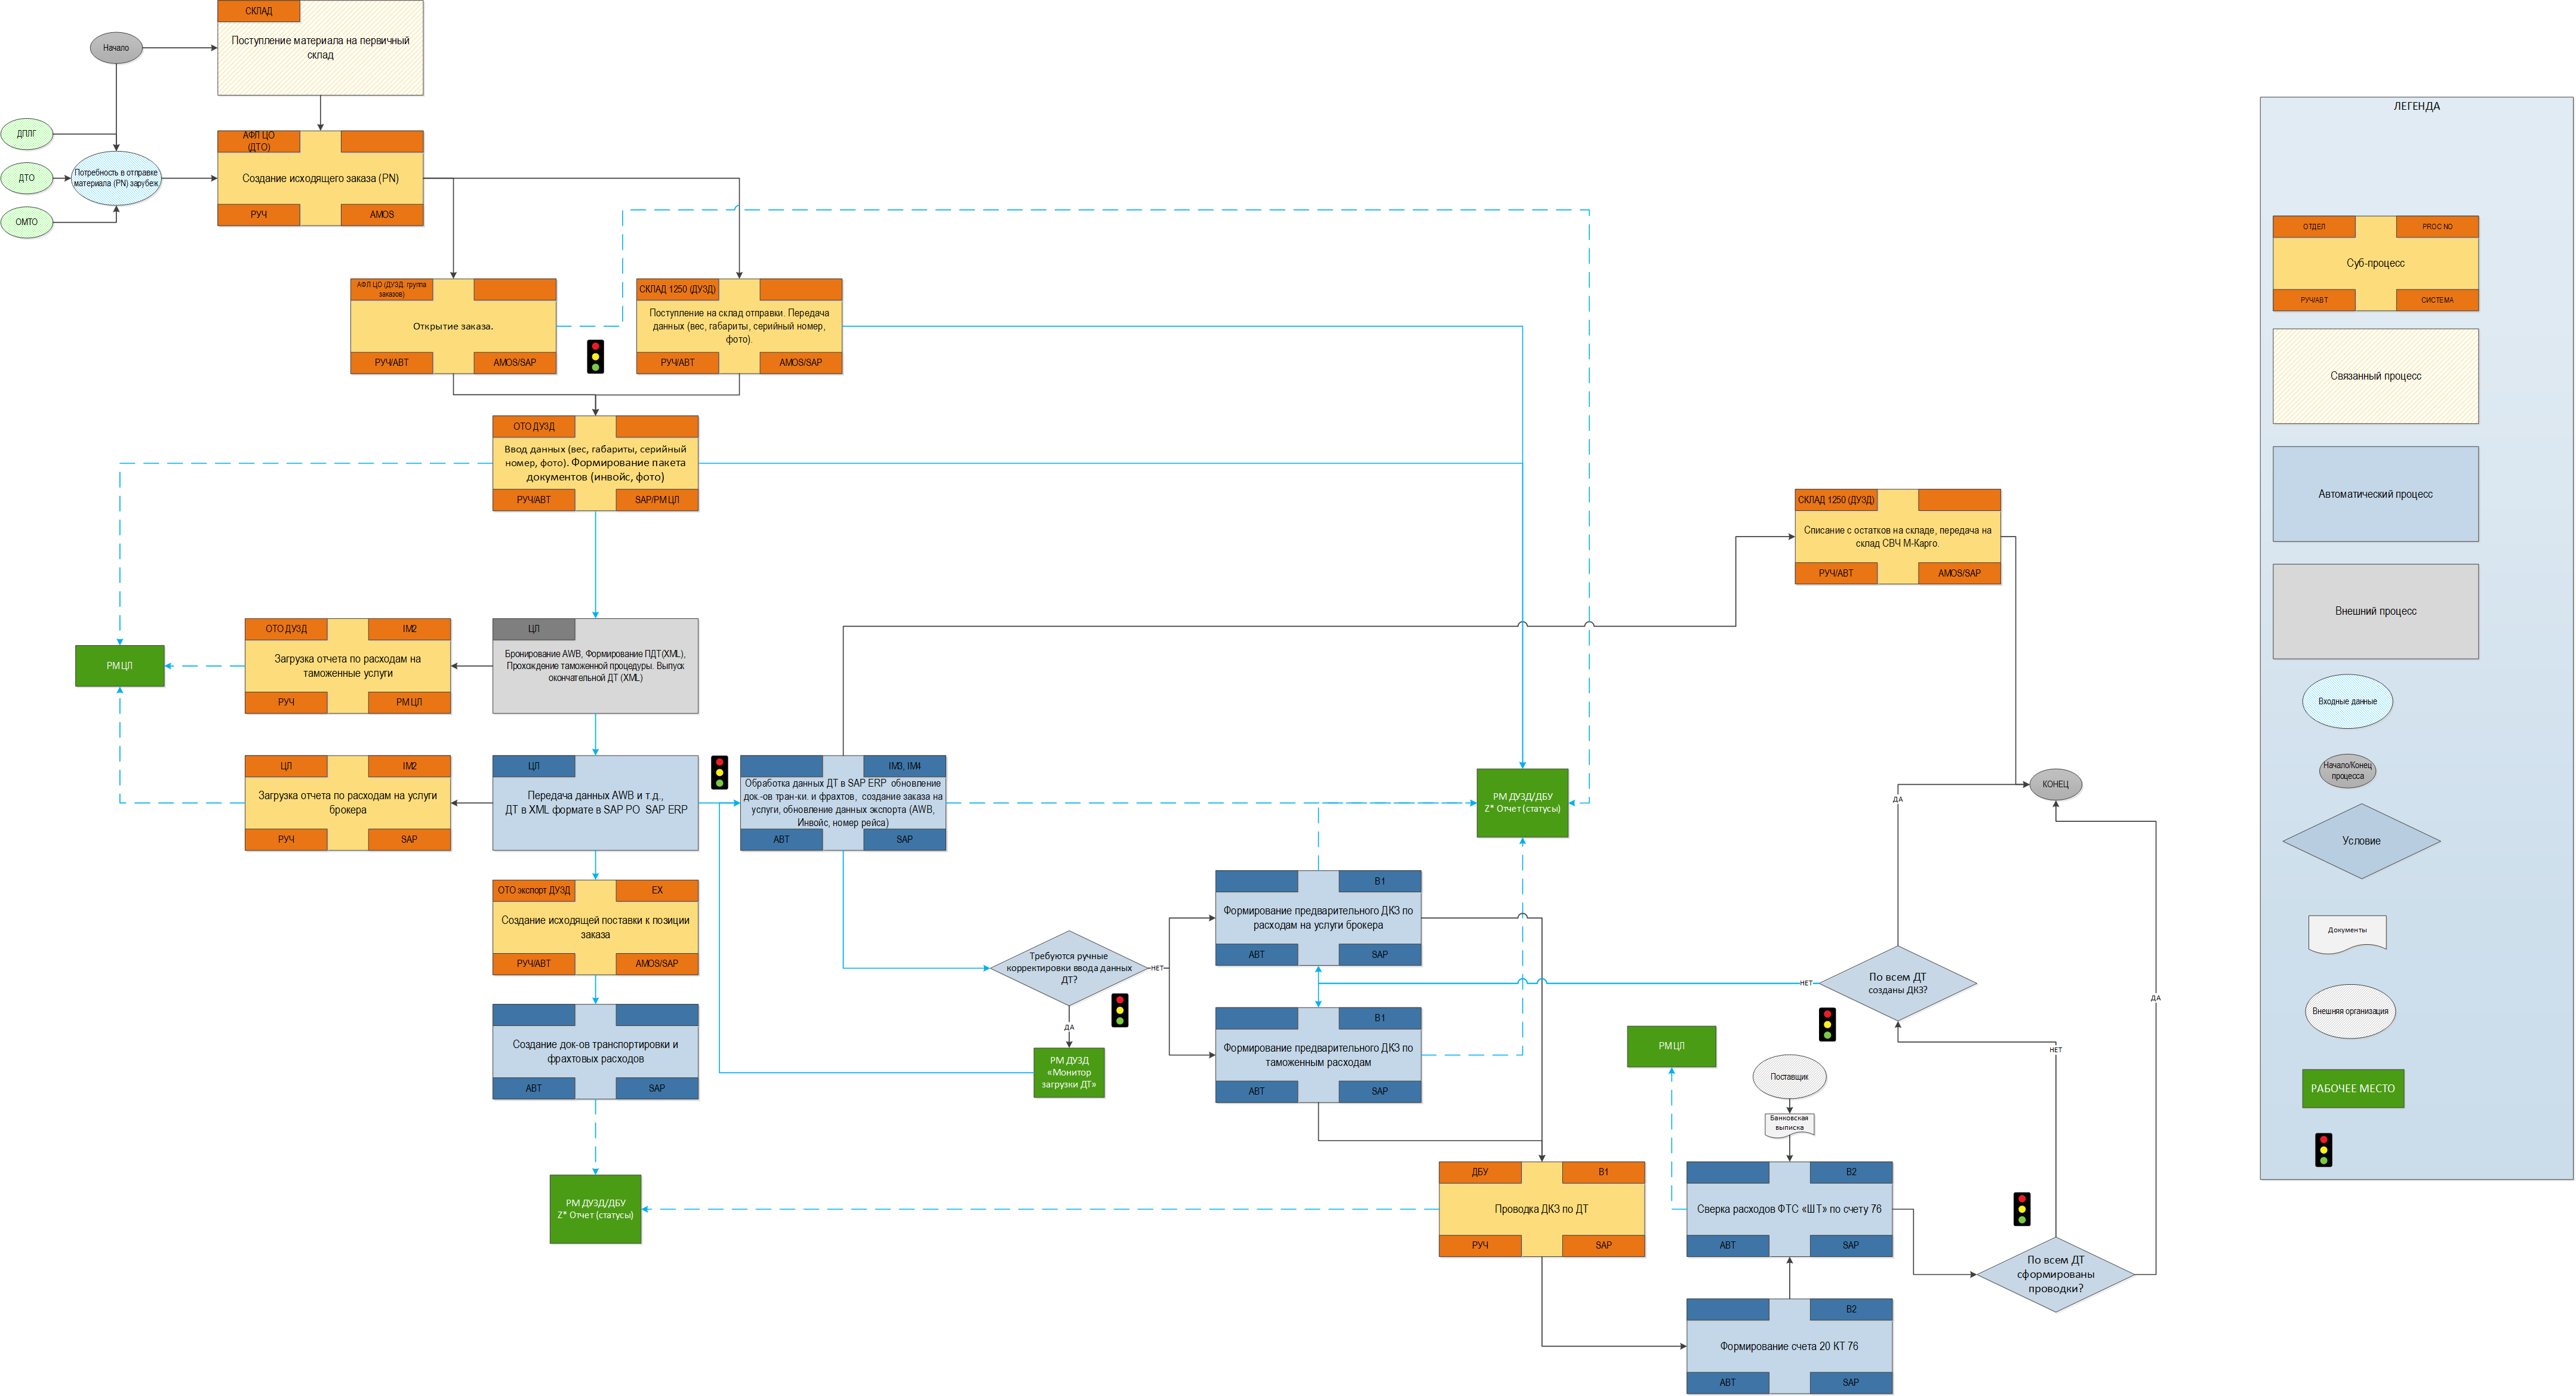 СКЛАД
Поступление материала на первичный
склад
Начало
ДПЛГ
ДТО
ОМТО
Потребность в отправке
материала (PN) зарубеж.
АФЛ ЦО
(ДТО)
Создание исходящего заказа (PN)
РУЧ
AMOS
АФЛ ЦО (ДУЗД. группа
заказов)
Открытие заказа.
РУЧ/АВТ
AMOS/SAP
СКЛАД 1250 (ДУЗД)
Поступление на склад отправки. Передача
данных (вес, габариты, серийный номер,
фото).
РУЧ/АВТ
AMOS/SAP
ОТО ДУЗД
Ввод данных (вес, габариты, серийный
номер, фото). Формирование пакета
документов (инвойс, фото)
РУЧ/АВТ
SAP/РМ ЦЛ
РМ ЦЛ
ОТО ДУЗД
IM2
Загрузка отчета по расходам на
таможенные услуги
РУЧ
РМ ЦЛ
ЦЛ
Бронирование AWB, Формирование ПДТ(XML),
Прохождение таможенной процедуры. Выпуск
окончательной ДТ (XML)
ЦЛ
IM2
Загрузка отчета по расходам на услуги
брокера
РУЧ
SAP
ЦЛ
Передача данных AWB и т.д.,
ДТ в XML формате в SAP PO SAP ERP
IM3, IM4
Обработка данных ДТ в SAP ERP обновление
док.-ов тран-ки. и фрахтов, создание заказа на
услуги, обновление данных экспорта (AWB,
Инвойс, номер рейса)
АВТ
SAP
ОТО экспорт ДУЗД
EX
Создание исходящей поставки к позиции
заказа
РУЧ/АВТ
AMOS/SAP
Создание док-ов транспортировки и
фрахтовых расходов
АВТ
SAP
РМ ДУЗД/ДБУ
Z* Отчет (статусы)
Требуются ручные
корректировки ввода данных
ДТ?
НЕТ
ДА
РМ ДУЗД
«Монитор
загрузки ДТ»
B1
Формирование предварительного ДКЗ по
расходам на услуги брокера
АВТ
SAP
B1
Формирование предварительного ДКЗ по
таможенным расходам
АВТ
SAP
РМ ДУЗД/ДБУ
Z* Отчет (статусы)
СКЛАД 1250 (ДУЗД)
Списание с остатков на складе, передача на
склад СВЧ М-Карго.
РУЧ/АВТ
AMOS/SAP
КОНЕЦ
ДА
По всем ДТ
созданы ДКЗ?
НЕТ
ДА
НЕТ
РМ ЦЛ
Поставщик
Банковская
выписка
ДБУ
B1
Проводка ДКЗ по ДТ
РУЧ
SAP
B2
Сверка расходов ФТС «ШТ» по счету 76
АВТ
SAP
По всем ДТ
сформированы
проводки?
B2
Формирование счета 20 КТ 76
АВТ
SAP
ЛЕГЕНДА
ОТДЕЛ
PROC NO
Суб-процесс
РУЧ/АВТ
СИСТЕМА
Связанный процесс
Автоматический процесс
Внешний процесс
Входные данные
Начало/Конец
процесса
Условие
Документы
Внешняя организация
РАБОЧЕЕ МЕСТО